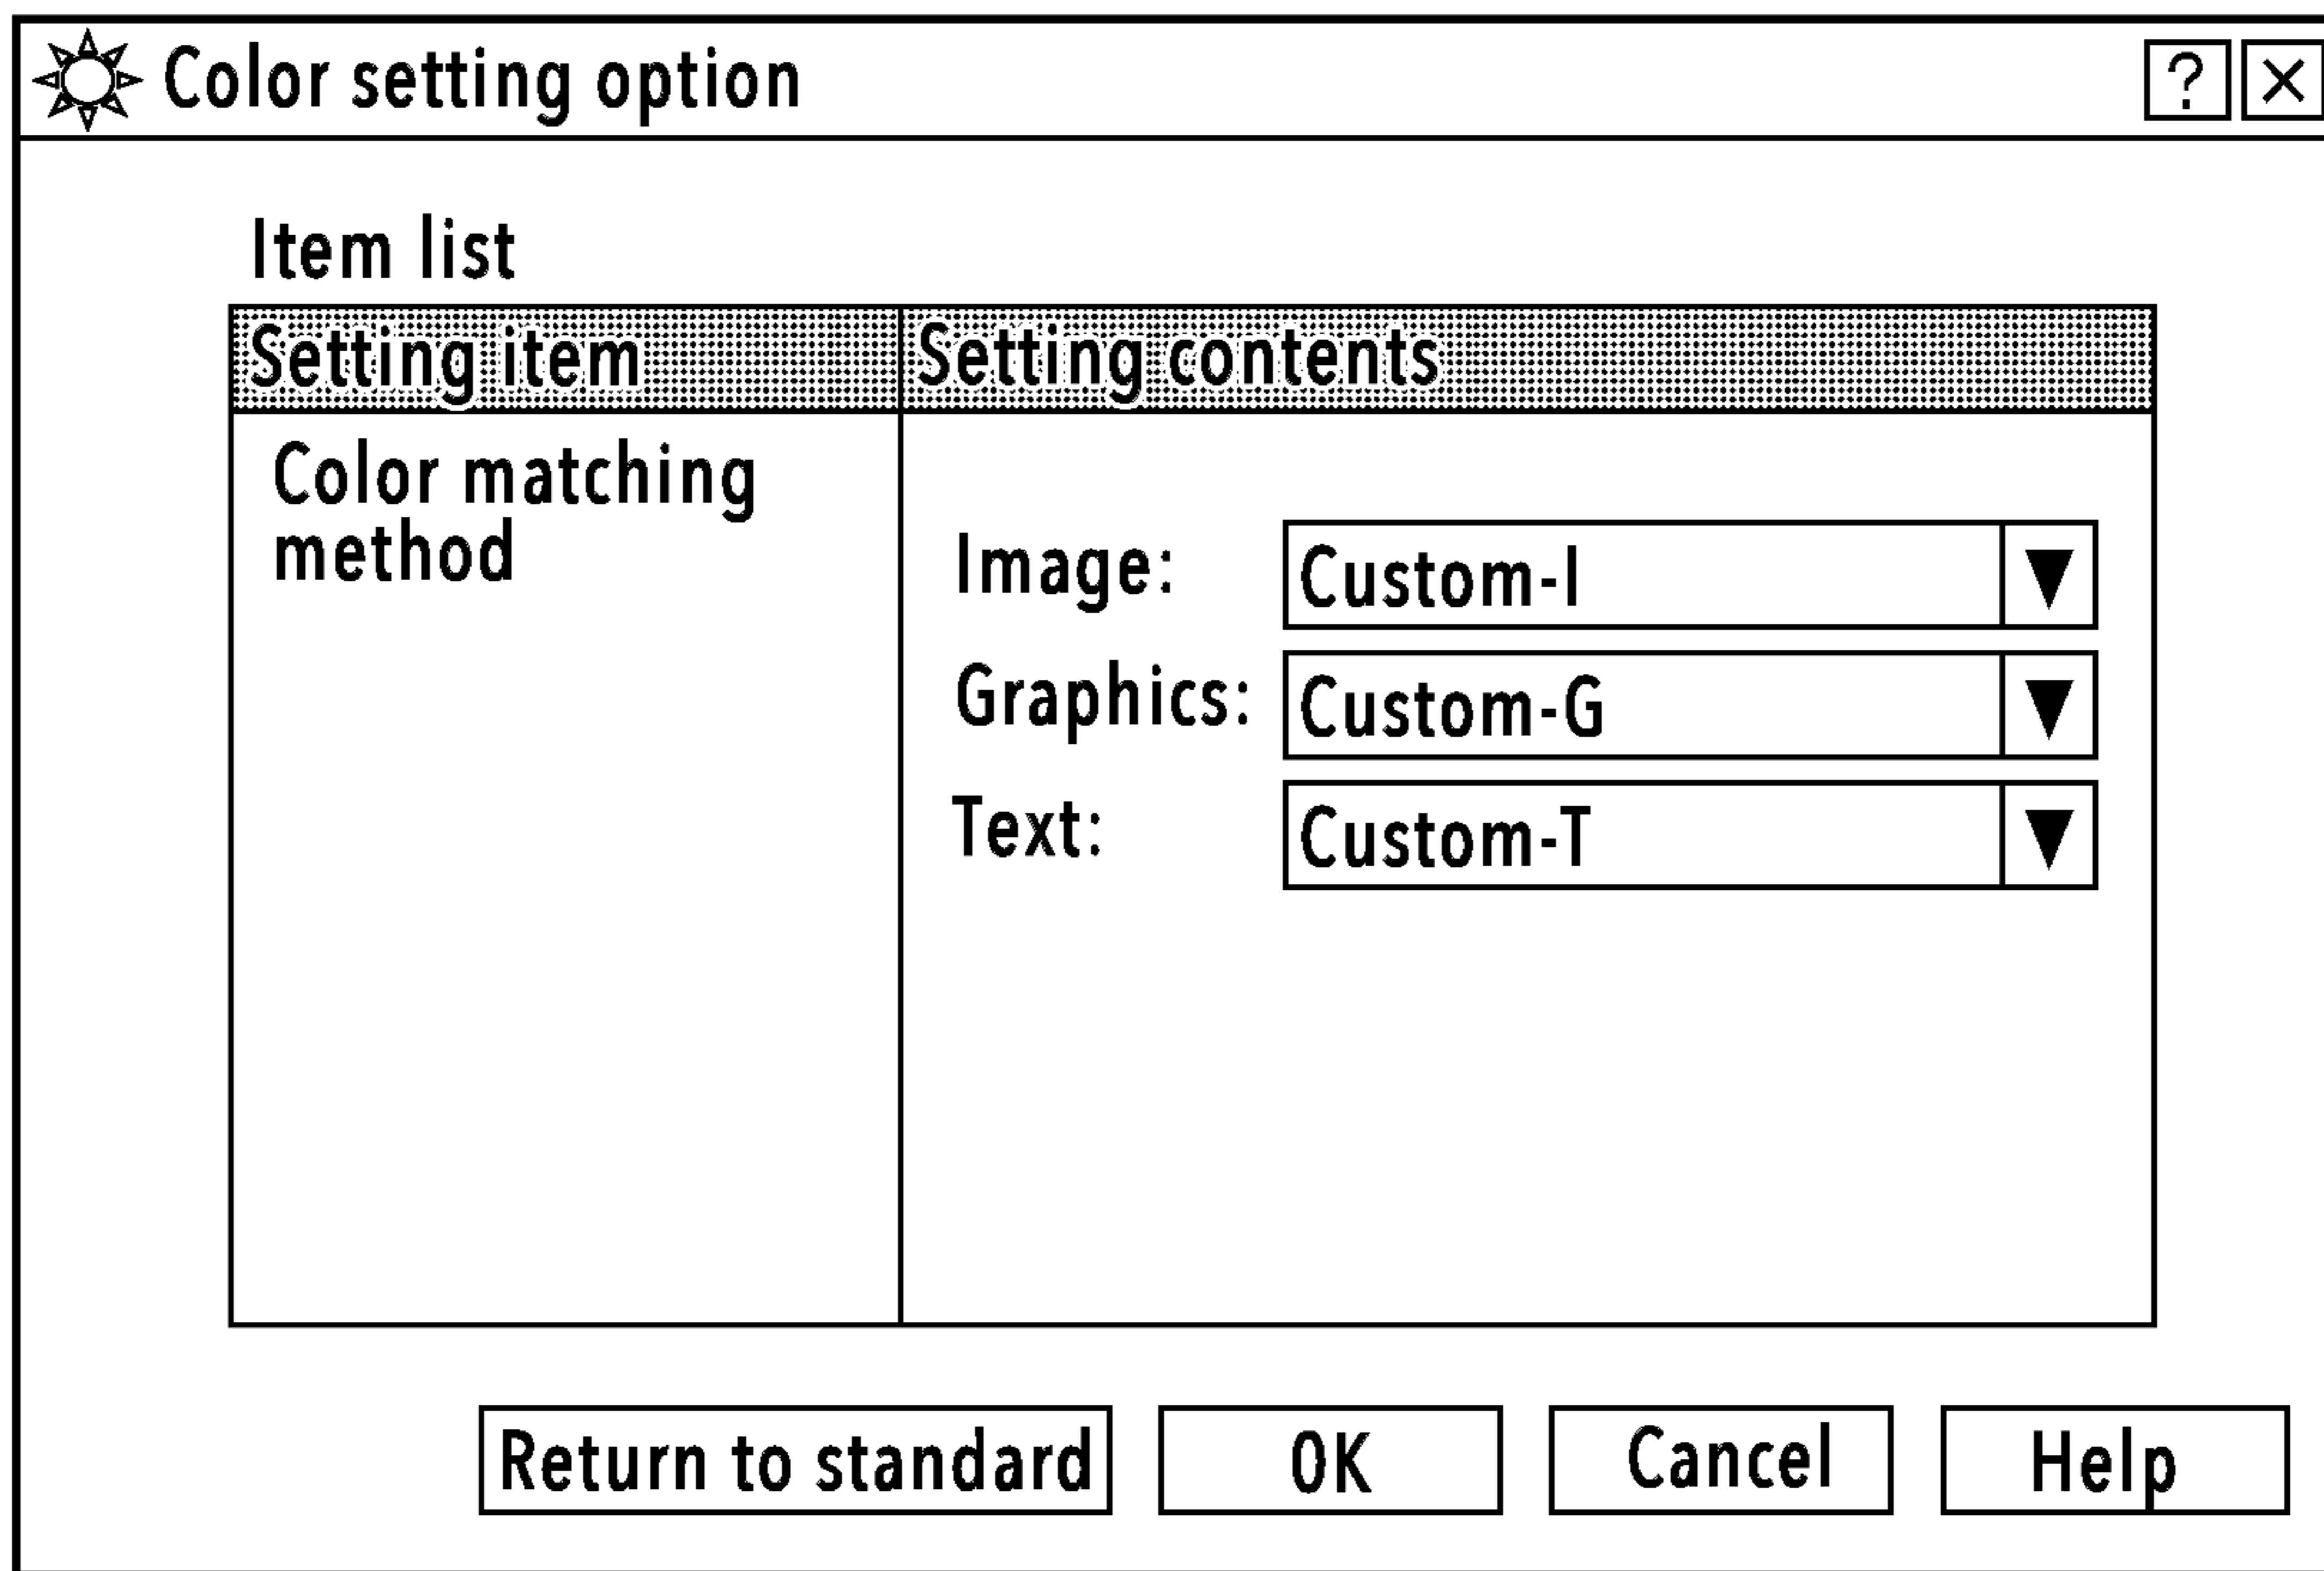 Color setting option ? ×
Item list
Setting item Setting contents
Color matching
method
Image: Custom-I ▼
Graphics: Custom-G ▼
Text: Custom-T ▼
Return to standard OK Cancel Help